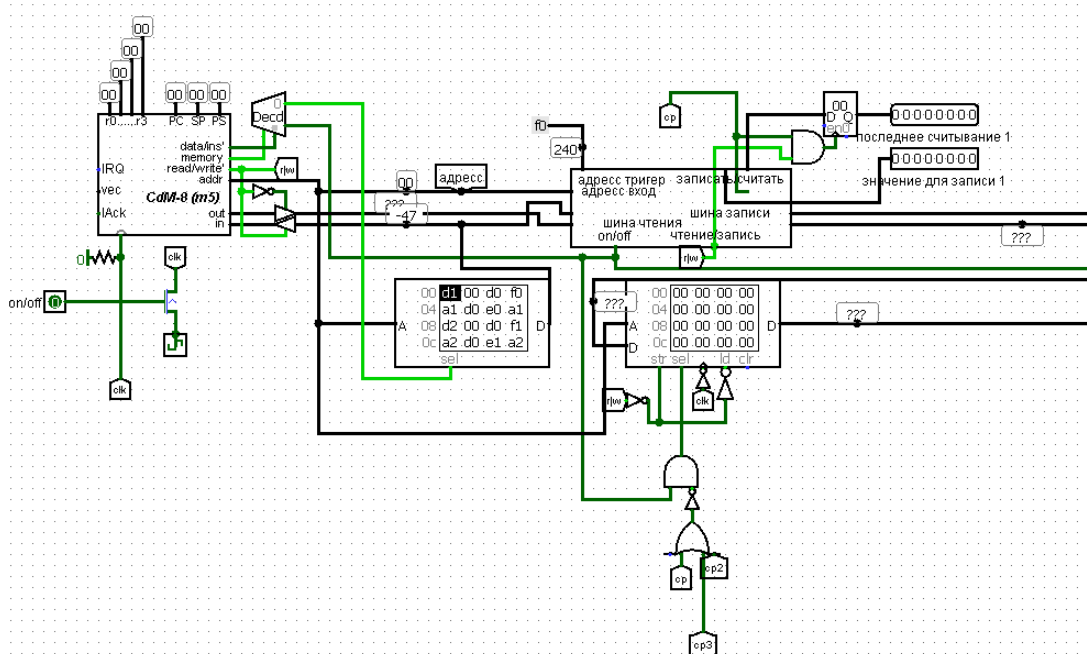 00
00
00
00
00 00 00
r0.....r3 PC SP PS
data/ins'
memory
read/write'
addr
IRQ
vec
IAck
CdM-8 (m5)
out
in
0
Decd
r|w
00
???
-47
адресс
f0
240
адресс тригер
адресс вход
записать/считать
шина записи
шина чтения
on/off
чтение/запись
cp
00
D Q
en0
00000000
последнее считывание 1
00000000
значение для записи 1
???
r|w
0
clk
on/off
clk
00 d1 00 d0 f0
04 a1 d0 e0 a1
08 d2 00 d0 f1
0c a2 d0 e1 a2
A
D
sel
???
00 00 00 00 00
04 00 00 00 00
08 00 00 00 00
0c 00 00 00 00
A
D
D
str sel ld clr
???
r|w
clk
cp
cp2
cp3